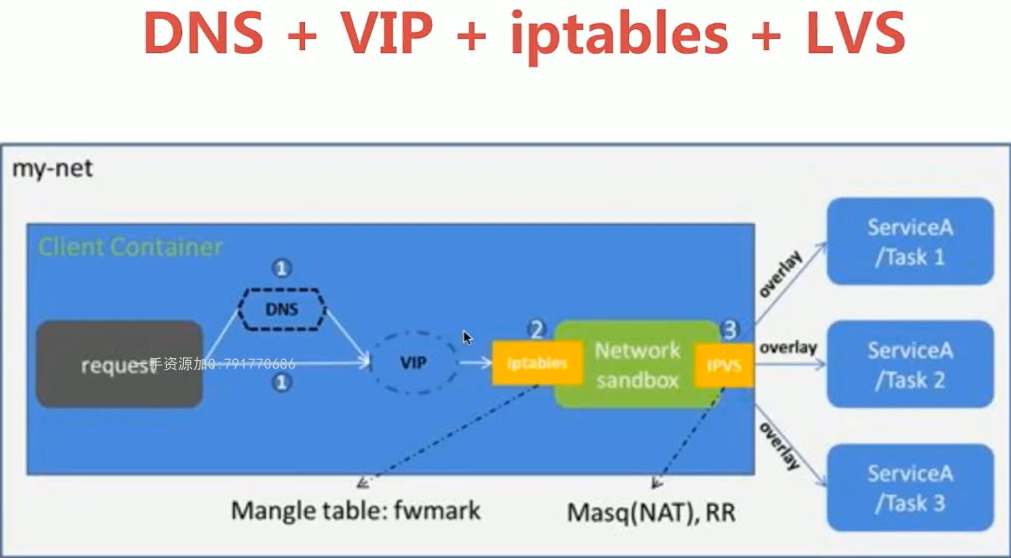 DNS + VIP + iptables + LVS
my-net
Client Container
1
DNS
request
手资源加Q:791770686
1
VIP
2
Iptables
Network
sandbox
3
IPVS
overlay
overlay
overlay
ServiceA
/Task 1
ServiceA
/Task 2
ServiceA
/Task 3
Mangle table: fwmark
Masq(NAT), RR